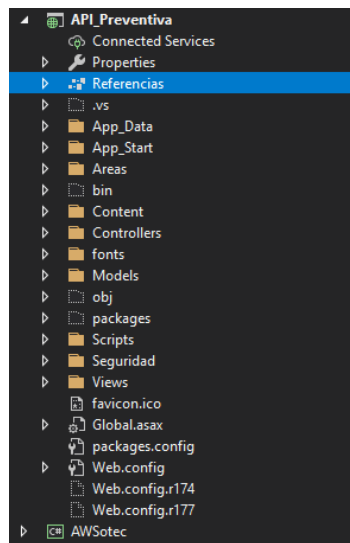 API_Preventiva
Connected Services
Properties
Referencias
.vs
App_Data
App_Start
Areas
bin
Content
Controllers
fonts
Models
obj
packages
Scripts
Seguridad
Views
favicon.ico
Global.asax
packages.config
Web.config
Web.config.r174
Web.config.r177
C# AWSotec